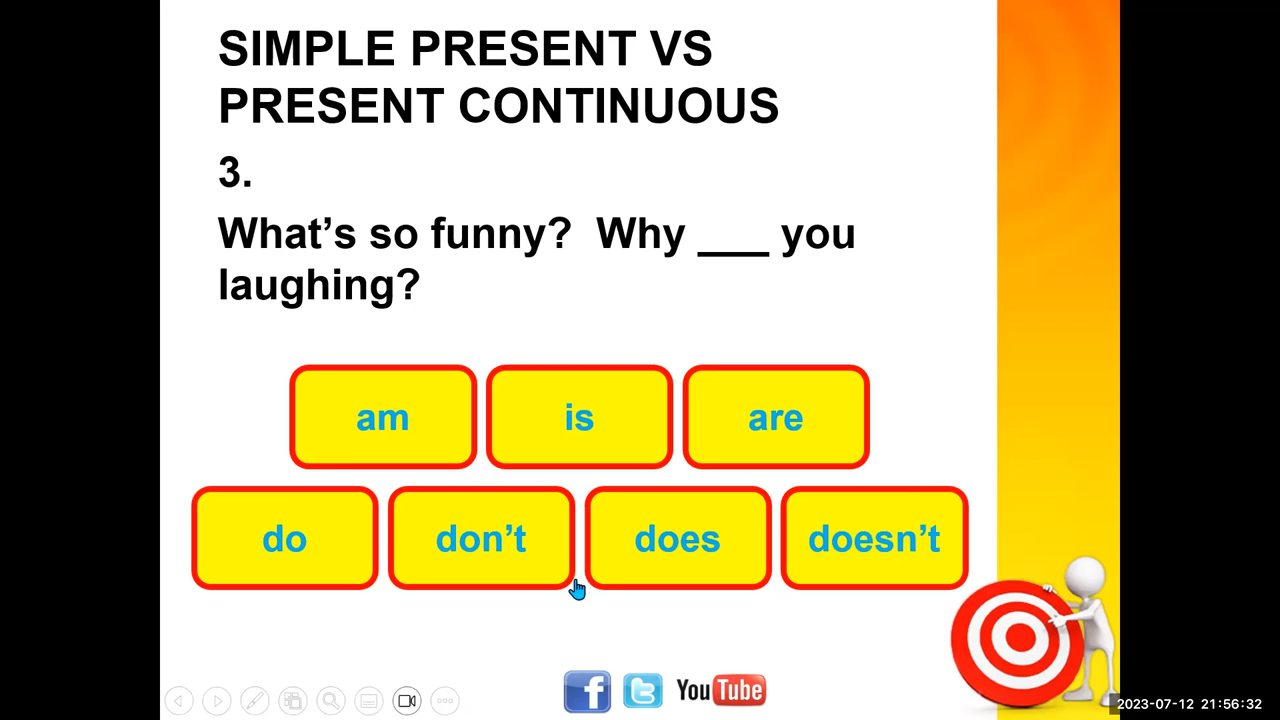 SIMPLE PRESENT VS
PRESENT CONTINUOUS
3.
What’s so funny?  Why ___ you
laughing?
am
is
are
do
don’t
does
doesn’t
f
t
YouTube
2023-07-12 21:56:32